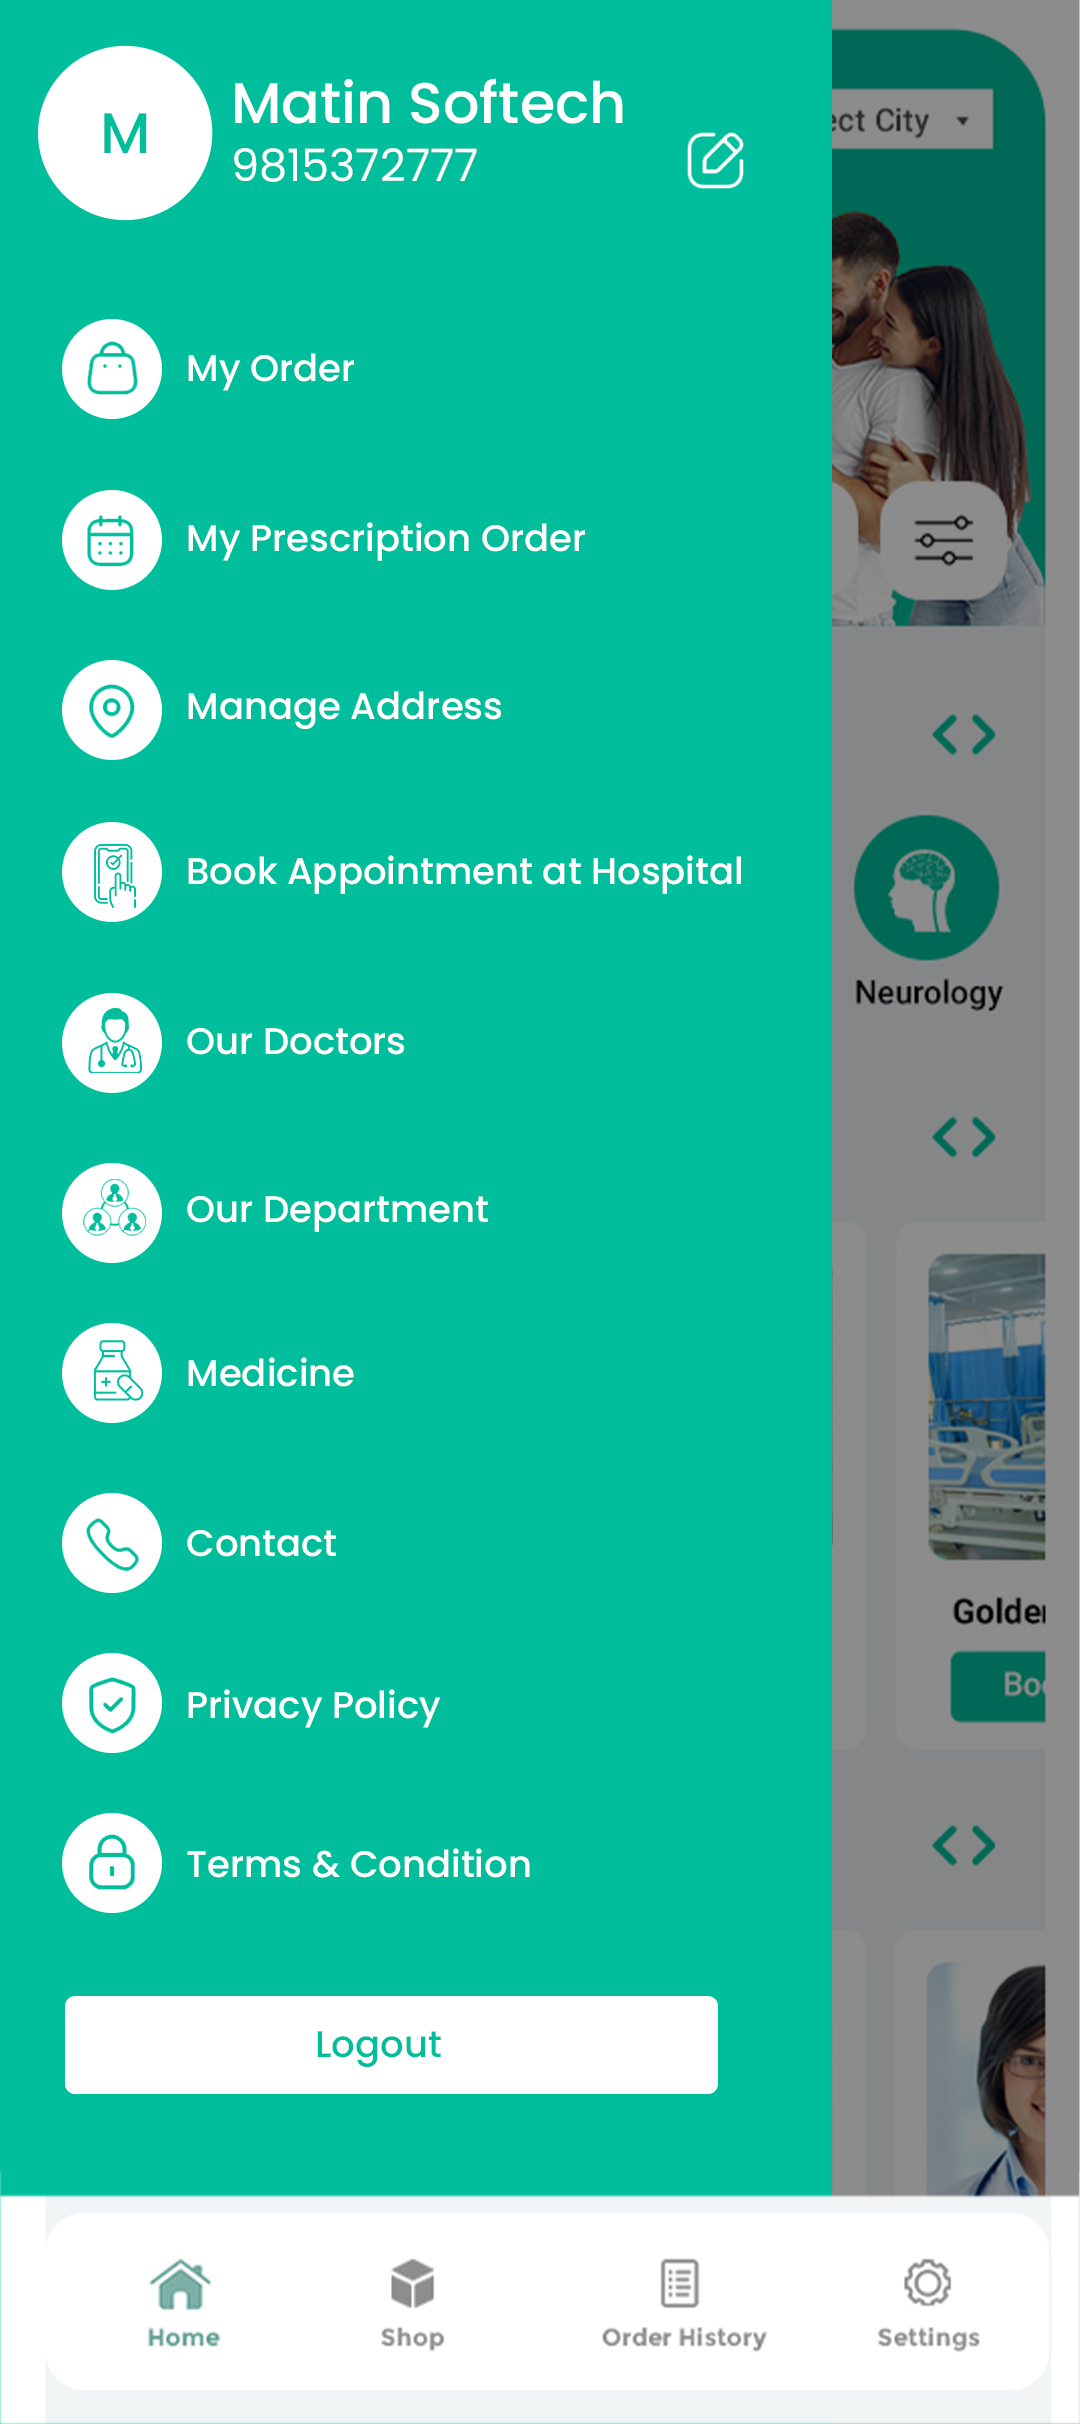 M
Matin Softech
9815372777
ect City
My Order
My Prescription Order
Manage Address
Book Appointment at Hospital
Neurology
Our Doctors
Our Department
Medicine
Contact
Golde
Privacy Policy
Bo
Terms & Condition
Logout
Home
Shop
Order History
Settings